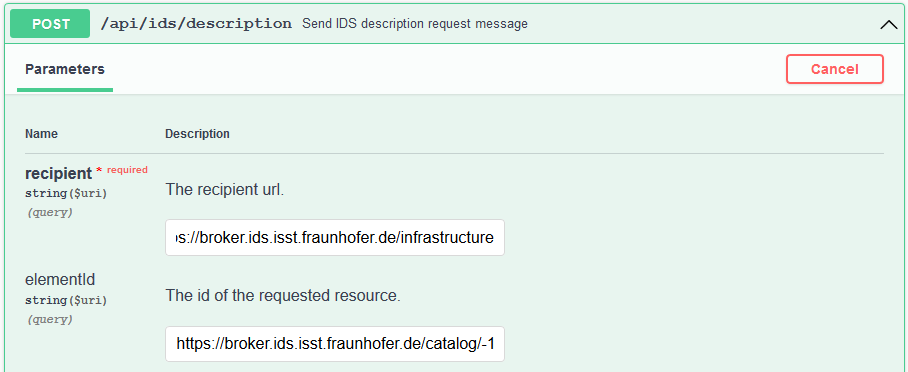 POST /api/ids/description Send IDS description request message
Parameters
Cancel
Name Description
recipient * required
string($uri)
(query)
The recipient url.
os://broker.ids.isst.fraunhofer.de/infrastructure
elementId
string($uri)
(query)
The id of the requested resource.
https://broker.ids.isst.fraunhofer.de/catalog/-1